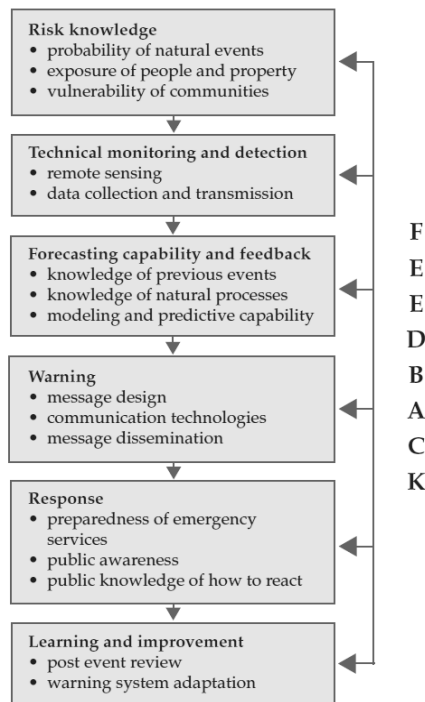 Risk knowledge
• probability of natural events
• exposure of people and property
• vulnerability of communities
Technical monitoring and detection
• remote sensing
• data collection and transmission
Forecasting capability and feedback
• knowledge of previous events
• knowledge of natural processes
• modeling and predictive capability
Warning
• message design
• communication technologies
• message dissemination
Response
• preparedness of emergency
services
• public awareness
• public knowledge of how to react
Learning and improvement
• post event review
• warning system adaptation
F
E
E
D
B
A
C
K